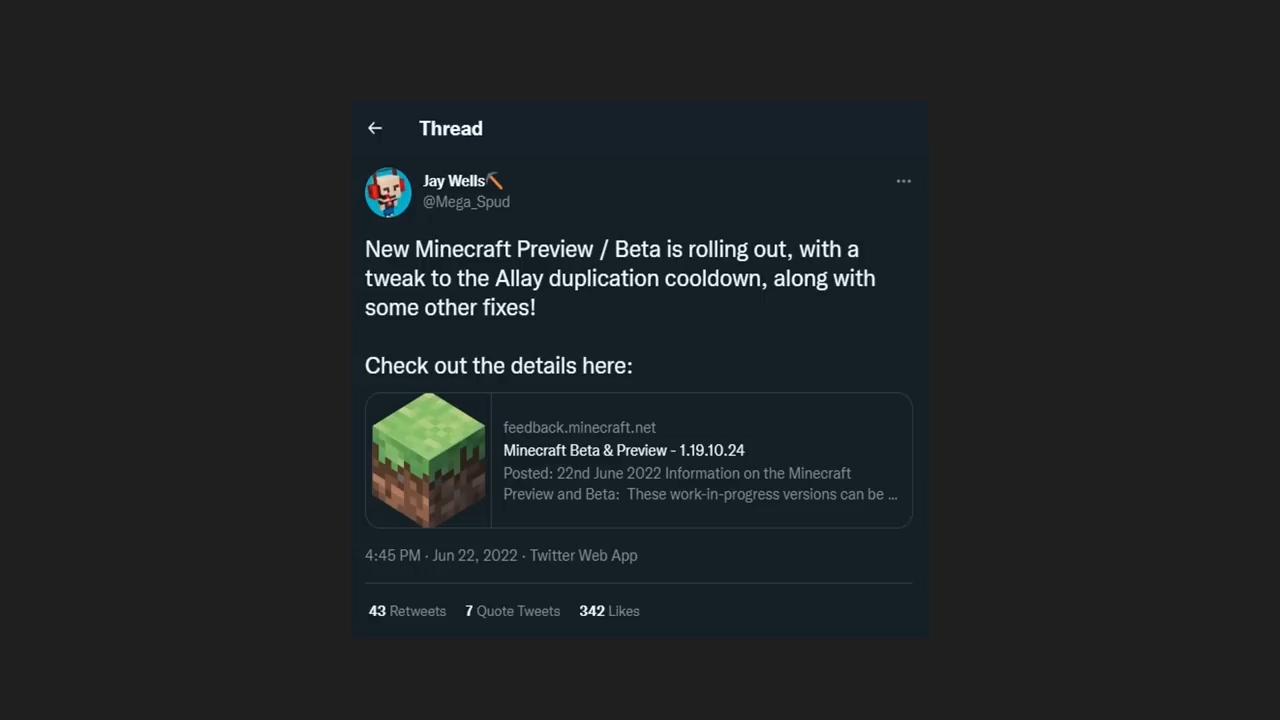 Thread
Jay Wells
@Mega_Spud
New Minecraft Preview / Beta is rolling out, with a
tweak to the Allay duplication cooldown, along with
some other fixes!
Check out the details here:
feedback.minecraft.net
Minecraft Beta & Preview - 1.19.10.24
Posted: 22nd June 2022 Information on the Minecraft
Preview and Beta:  These work-in-progress versions can be ...
4:45 PM · Jun 22, 2022 · Twitter Web App
43 Retweets 7 Quote Tweets 342 Likes